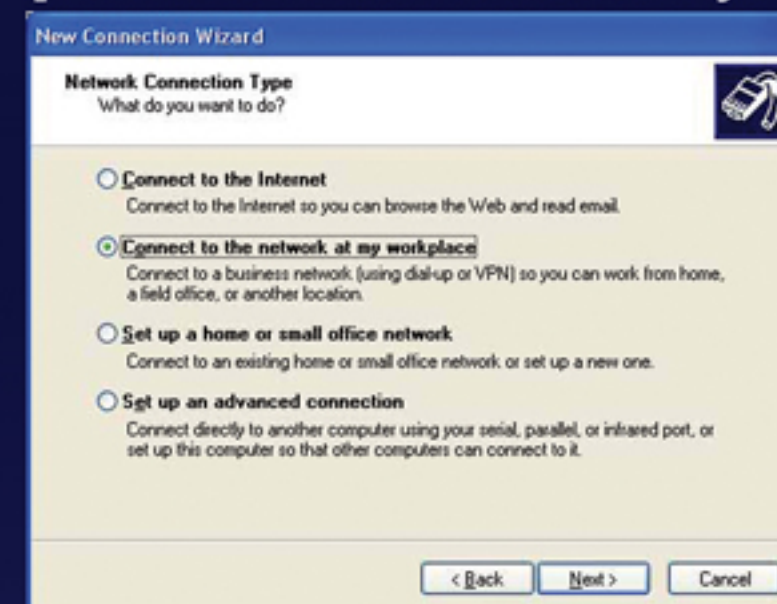 New Connection Wizard
Network Connection Type
What do you want to do?
Connect to the Internet
Connect to the Internet so you can browse the Web and read email.
Connect to the network at my workplace
Connect to a business network (using dial-up or VPN) so you can work from home,
a field office, or another location.
Set up a home or small office network
Connect to an existing home or small office network or set up a new one.
Set up an advanced connection
Connect directly to another computer using your serial, parallel, or infrared port, or
set up this computer so that other computers can connect to it.
< Back
Next >
Cancel